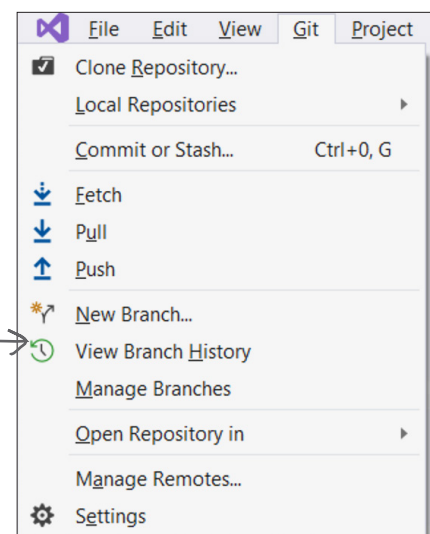 File Edit View Git Project
Clone Repository...
Local Repositories
Commit or Stash... Ctrl+0, G
Fetch
Pull
Push
New Branch...
View Branch History
Manage Branches
Open Repository in
Manage Remotes...
Settings